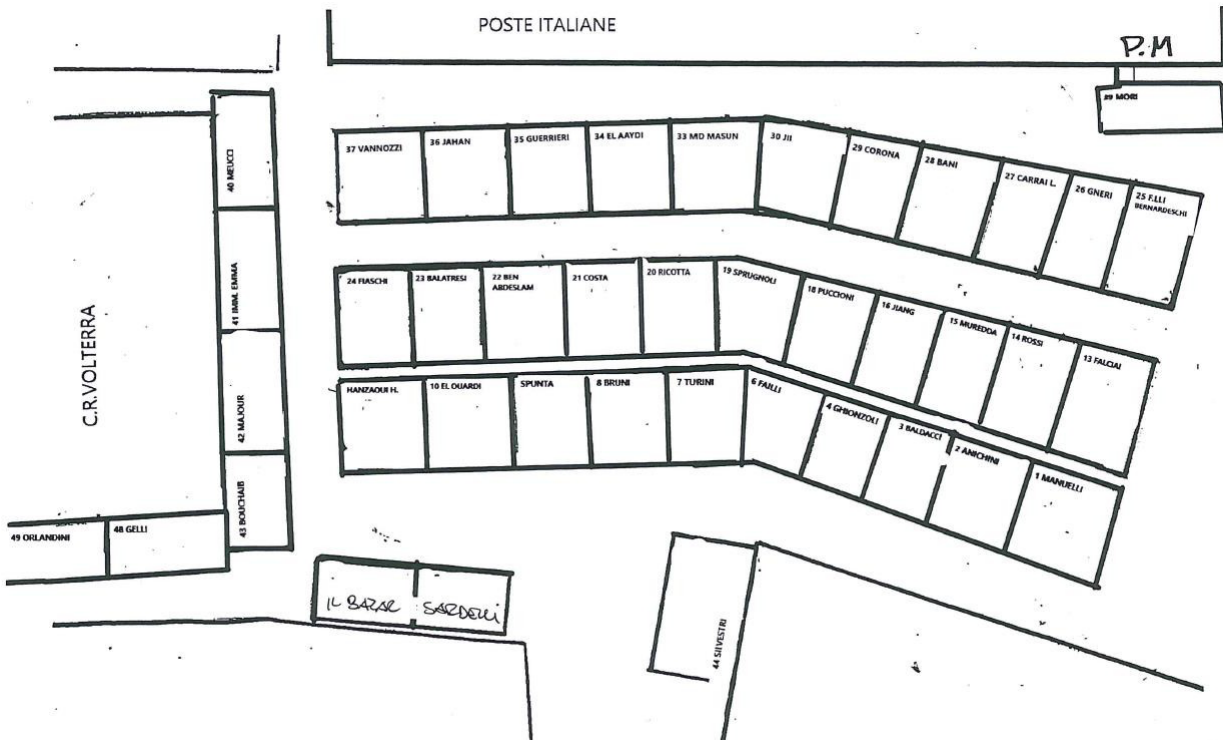 POSTE ITALIANE
P.M
39 MORI
37 VANNOZZI
36 JAHAN
35 GUERRIERI
34 EL AAYDI
33 MD MASUN
30 JII
29 CORONA
28 BANI
27 CARRAI L.
26 GNERI
25 F.LLI
BERNARDESCHI
40 MEUCCI
41 IMM. EMMA
42 MAJOUR
43 BOUCHAIB
C.R.VOLTERRA
24 FIASCHI
23 BALATRESI
22 BEN
ABDESLAM
21 COSTA
20 RICOTTA
19 SPRUGNOLI
18 PUCCIONI
16 JIANG
15 MUREDDA
14 ROSSI
13 FALCIAI
HANZAOUI H.
10 EL OUARDI
SPUNTA
8 BRUNI
7 TURINI
6 FAILLI
4 GHIONZOLI
3 BALDACCI
2 ANICHINI
1 MANUELLI
49 ORLANDINI
48 GELLI
IL BAZAR
SARDELLI
44 SILVESTRI